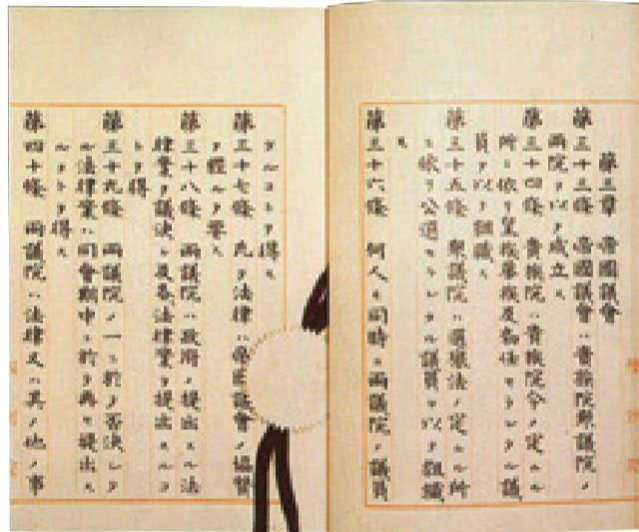 第三章　帝國議會
第三十三條　帝國議會ハ貴族院衆議院ノ
兩院ヲ以テ成立ス
第三十四條　貴族院ハ貴族院令ノ定ムル
所ニ依リ皇族華族及勅任セラレタル議
員ヲ以テ組織ス
第三十五條　衆議院ハ選擧法ノ定ムル所
ニ依リ公選セラレタル議員ヲ以テ組織
ス
第三十六條　何人モ同時ニ兩議院ノ議員
タルコトヲ得ス
第三十七條　凡テ法律ハ帝國議會ノ協賛
ヲ經ルヲ要ス
第三十八條　兩議院ハ政府ノ提出スル法
律案ヲ議決シ及各法律案ヲ提出スルコ
トヲ得
第三十九條　兩議院ノ一ニ於テ否決シタ
ル法律案ハ同會期中ニ於テ再ヒ提出ス
ルコトヲ得ス
第四十條　兩議院ハ法律又ハ其ノ他ノ事